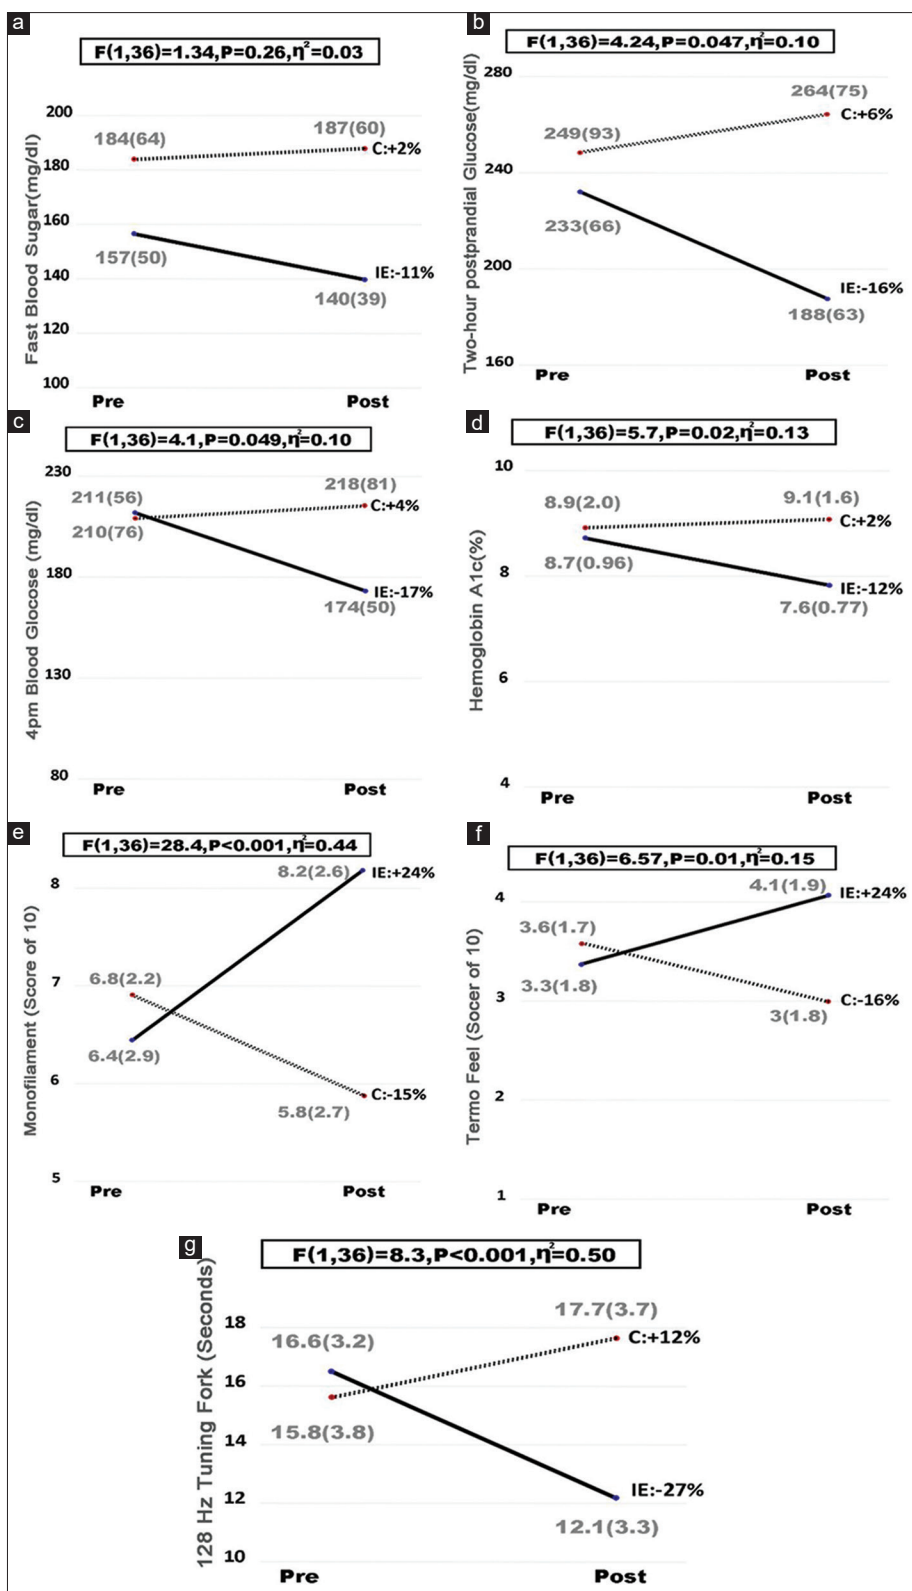 a
F(1,36)=1.34,P=0.26,η²=0.03
Fast Blood Sugar(mg/dl)
200
180
160
140
120
100
184(64)
187(60)
C:+2%
157(50)
IE:-11%
140(39)
Pre
Post
b
F(1,36)=4.24,P=0.047,η²=0.10
Two-hour postprandial Glucose(mg/dl)
280
240
200
160
264(75)
C:+6%
249(93)
233(66)
IE:-16%
188(63)
Pre
Post
c
F(1,36)=4.1,P=0.049,η²=0.10
4pm Blood Glocose (mg/dl)
230
180
130
80
218(81)
C:+4%
211(56)
210(76)
IE:-17%
174(50)
Pre
Post
d
F(1,36)=5.7,P=0.02,η²=0.13
Hemoglobin A1c(%)
10
8
6
4
8.9(2.0)
9.1(1.6)
C:+2%
8.7(0.96)
IE:-12%
7.6(0.77)
Pre
Post
e
F(1,36)=28.4,P<0.001,η²=0.44
Monofilament (Score of 10)
8
7
6
5
8.2(2.6)
IE:+24%
6.8(2.2)
6.4(2.9)
C:-15%
5.8(2.7)
Pre
Post
f
F(1,36)=6.57,P=0.01,η²=0.15
Termo Feel (Socer of 10)
4
3
2
1
4.1(1.9)
IE:+24%
3.6(1.7)
3.3(1.8)
C:-16%
3(1.8)
Pre
Post
g
F(1,36)=8.3,P<0.001,η²=0.50
128 Hz Tuning Fork (Seconds)
18
16
14
12
10
17.7(3.7)
C:+12%
16.6(3.2)
15.8(3.8)
IE:-27%
12.1(3.3)
Pre
Post